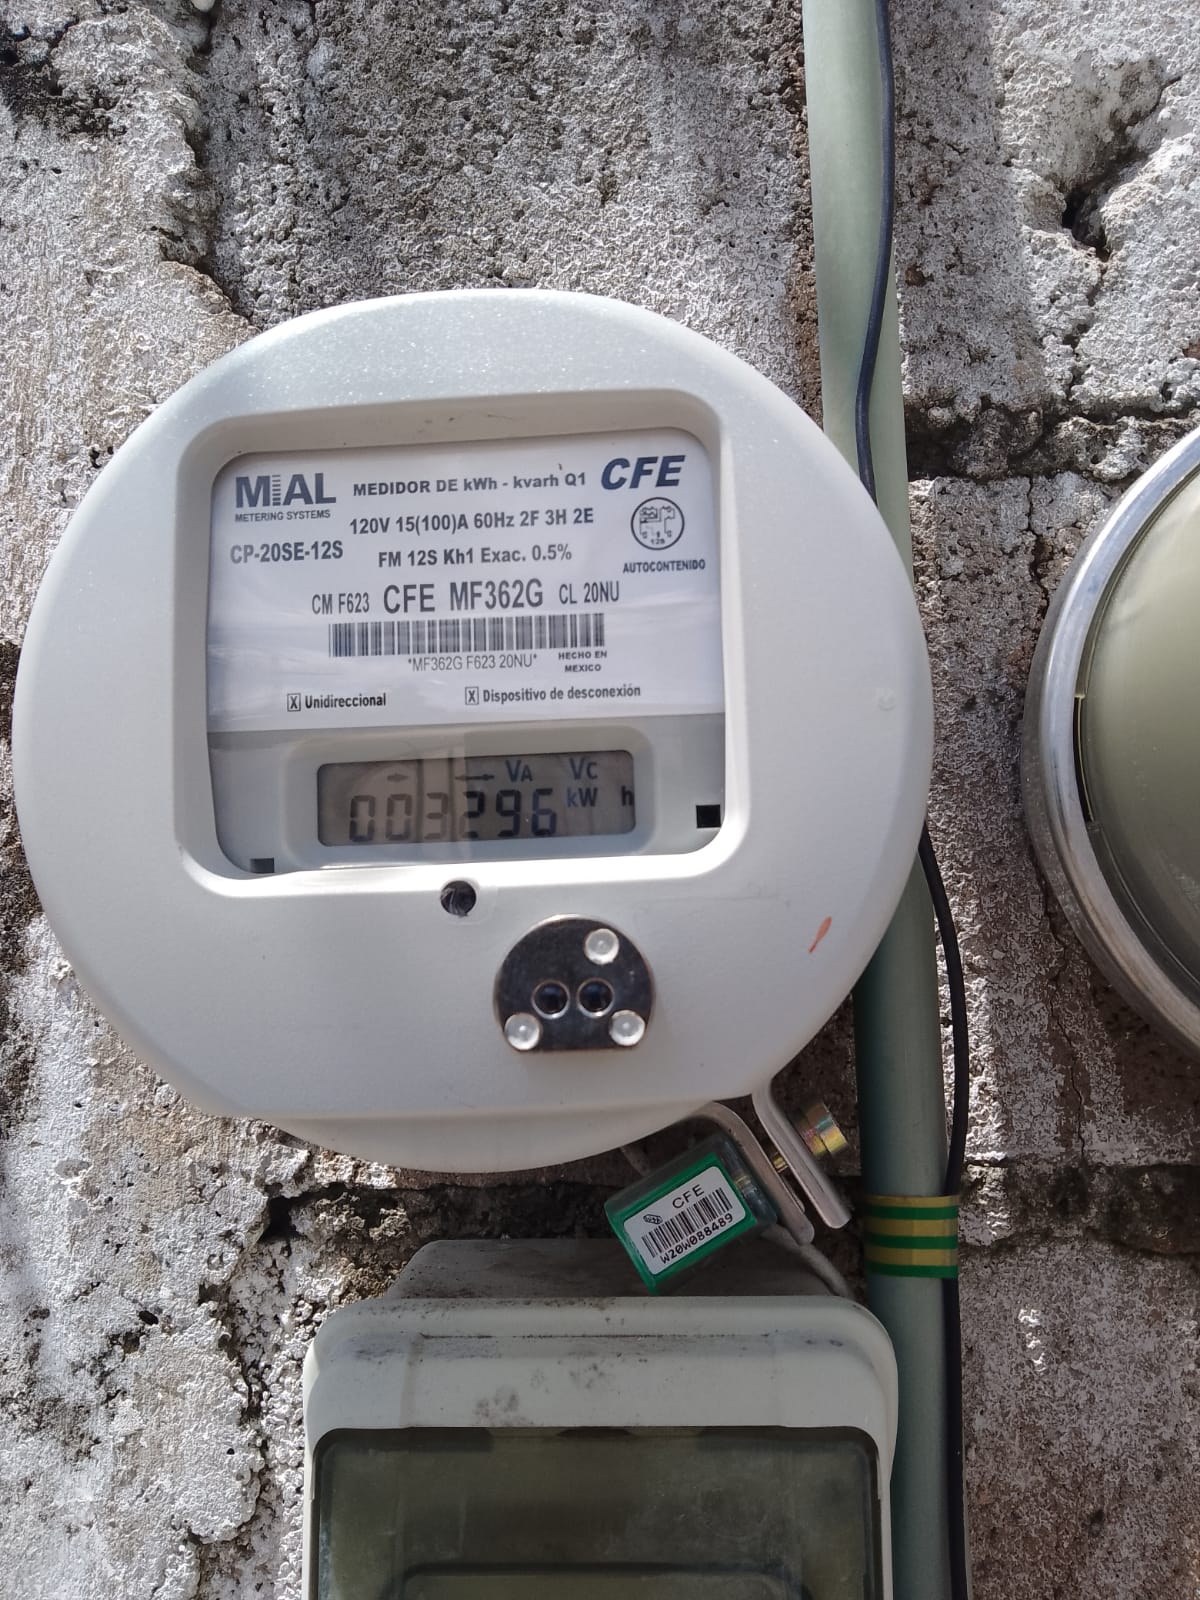 MIAL
METERING SYSTEMS
MEDIDOR DE kWh - kvarh Q1
CFE
120V 15(100)A 60Hz 2F 3H 2E
CP-20SE-12S
FM 12S Kh1 Exac. 0.5%
12S
AUTOCONTENIDO
CM F623 CFE MF362G CL 20NU
*MF362G F623 20NU*
HECHO EN
MEXICO
X Unidireccional
X Dispositivo de desconexión
VA VC
003296 kW h
CFE
W20W088489